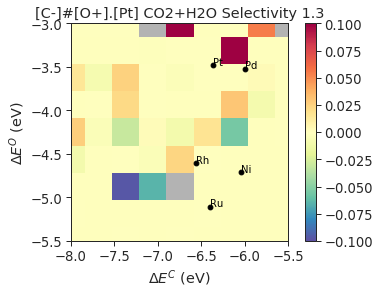 [C-]#[O+].[Pt] CO2+H2O Selectivity 1.3
−3.0
−3.5
−4.0
−4.5
−5.0
−5.5
ΔE^O (eV)
Pt
Pd
Rh
Ni
Ru
−8.0 −7.5 −7.0 −6.5 −6.0 −5.5
ΔE^C (eV)
0.100
0.075
0.050
0.025
0.000
−0.025
−0.050
−0.075
−0.100